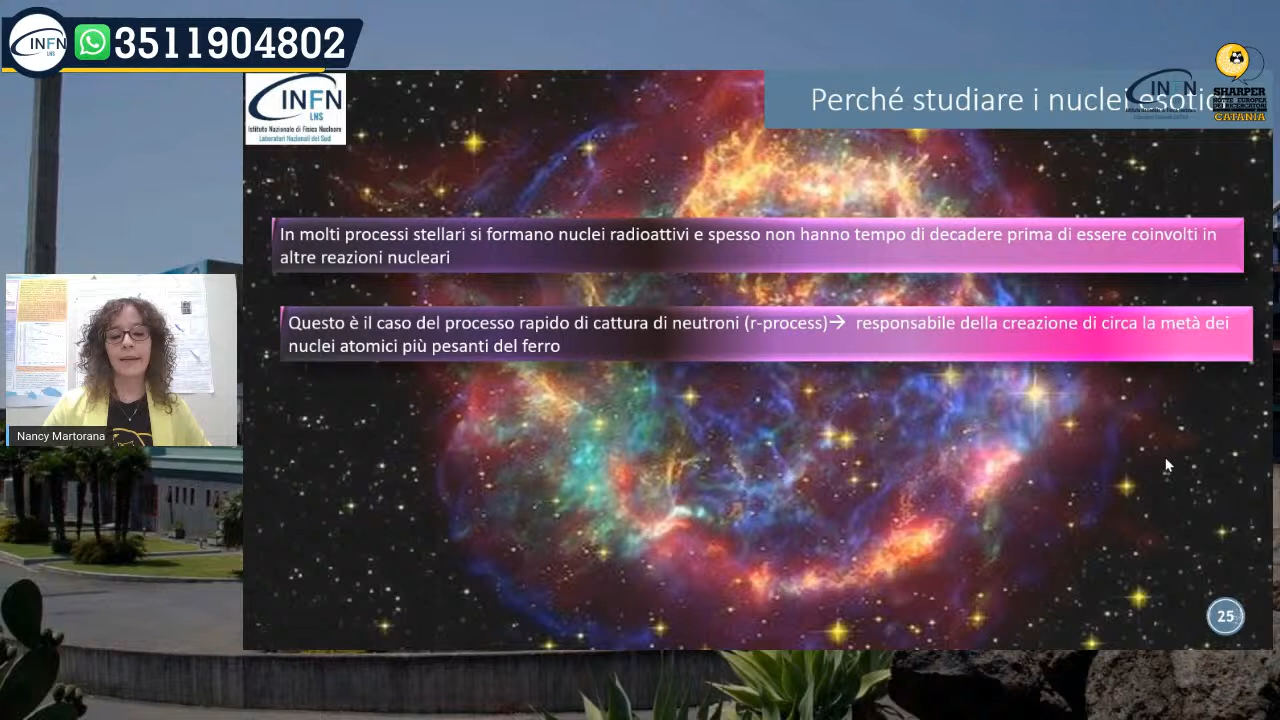 INFN
LNS
3511904802
INFN
LNS
Istituto Nazionale di Fisica Nucleare
Laboratori Nazionali del Sud
Perché studiare i nuclei esotici
INFN
SHARPER
CATANIA
In molti processi stellari si formano nuclei radioattivi e spesso non hanno tempo di decadere prima di essere coinvolti in
altre reazioni nucleari
Questo è il caso del processo rapido di cattura di neutroni (r-process)→ responsabile della creazione di circa la metà dei
nuclei atomici più pesanti del ferro
Nancy Martorana
25